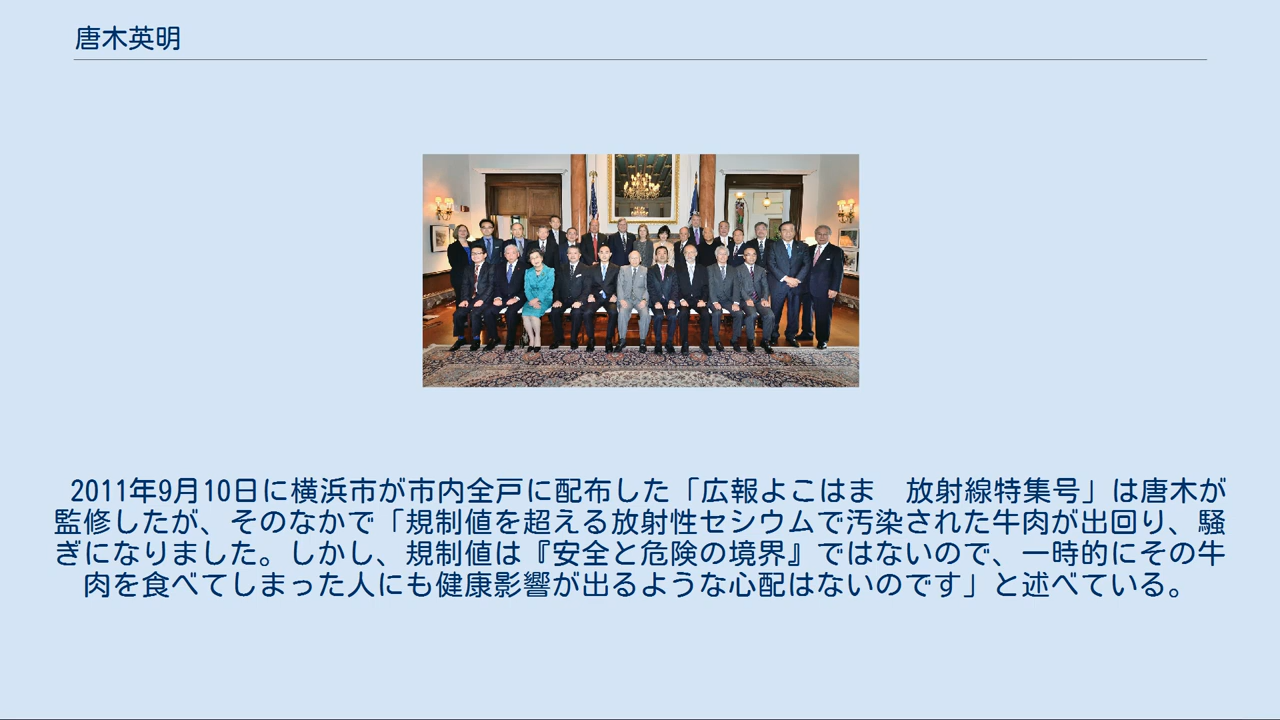 唐木英明
2011年9月10日に横浜市が市内全戸に配布した「広報よこはま　放射線特集号」は唐木が
監修したが、そのなかで「規制値を超える放射性セシウムで汚染された牛肉が出回り、騒
ぎになりました。しかし、規制値は『安全と危険の境界』ではないので、一時的にその牛
肉を食べてしまった人にも健康影響が出るような心配はないのです」と述べている。